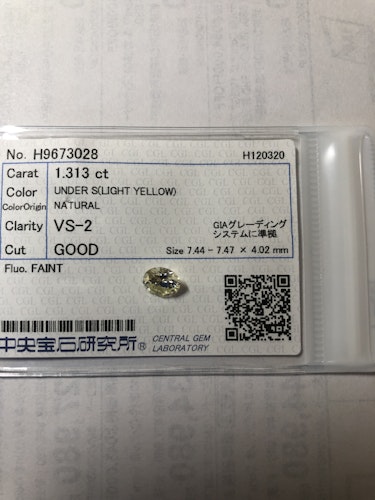 No. H9673028 H120320
Carat 1.313 ct
Color UNDER S(LIGHT YELLOW)
ColorOrigin NATURAL
Clarity VS-2 GIAグレーディング
システムに準拠.
Cut GOOD Size 7.44 - 7.47 × 4.02 mm
Fluo. FAINT
中央宝石研究所® CENTRAL GEM
LABORATORY